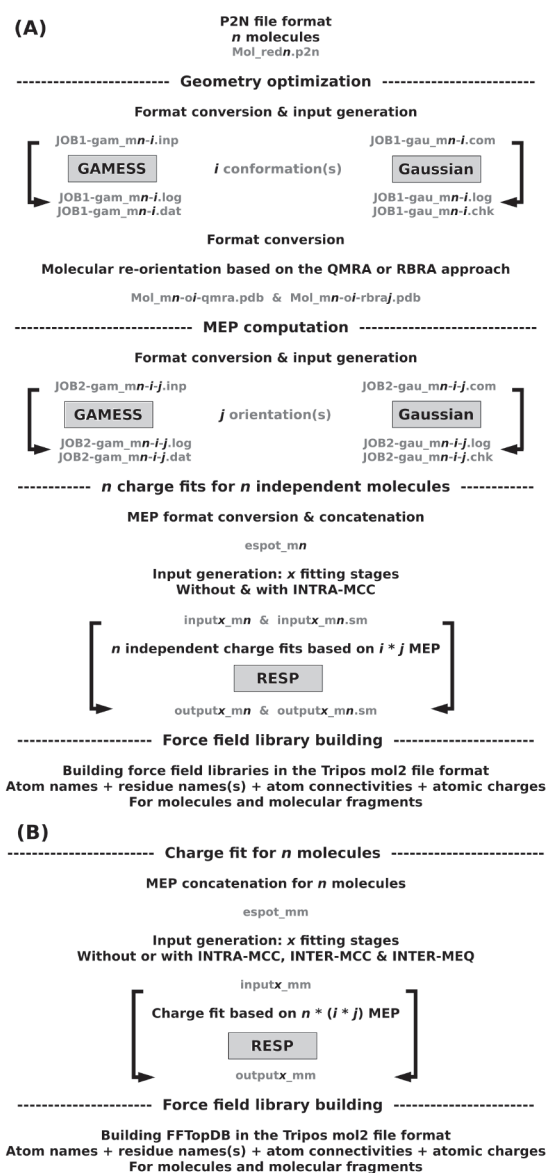 (A)
P2N file format
n molecules
Mol_redn.p2n
Geometry optimization
Format conversion & input generation
JOB1-gam_mn-i.inp JOB1-gau_mn-i.com
GAMESS i conformation(s) Gaussian
JOB1-gam_mn-i.log JOB1-gau_mn-i.log
JOB1-gam_mn-i.dat JOB1-gau_mn-i.chk
Format conversion
Molecular re-orientation based on the QMRA or RBRA approach
Mol_mn-oi-qmra.pdb & Mol_mn-oi-rbraj.pdb
MEP computation
Format conversion & input generation
JOB2-gam_mn-i-j.inp JOB2-gau_mn-i-j.com
GAMESS j orientation(s) Gaussian
JOB2-gam_mn-i-j.log JOB2-gau_mn-i-j.log
JOB2-gam_mn-i-j.dat JOB2-gau_mn-i-j.chk
n charge fits for n independent molecules
MEP format conversion & concatenation
espot_mn
Input generation: x fitting stages
Without & with INTRA-MCC
inputx_mn & inputx_mn.sm
n independent charge fits based on i * j MEP
RESP
outputx_mn & outputx_mn.sm
Force field library building
Building force field libraries in the Tripos mol2 file format
Atom names + residue names(s) + atom connectivities + atomic charges
For molecules and molecular fragments
(B)
Charge fit for n molecules
MEP concatenation for n molecules
espot_mm
Input generation: x fitting stages
Without or with INTRA-MCC, INTER-MCC & INTER-MEQ
inputx_mm
Charge fit based on n * (i * j) MEP
RESP
outputx_mm
Force field library building
Building FFTopDB in the Tripos mol2 file format
Atom names + residue names(s) + atom connectivities + atomic charges
For molecules and molecular fragments